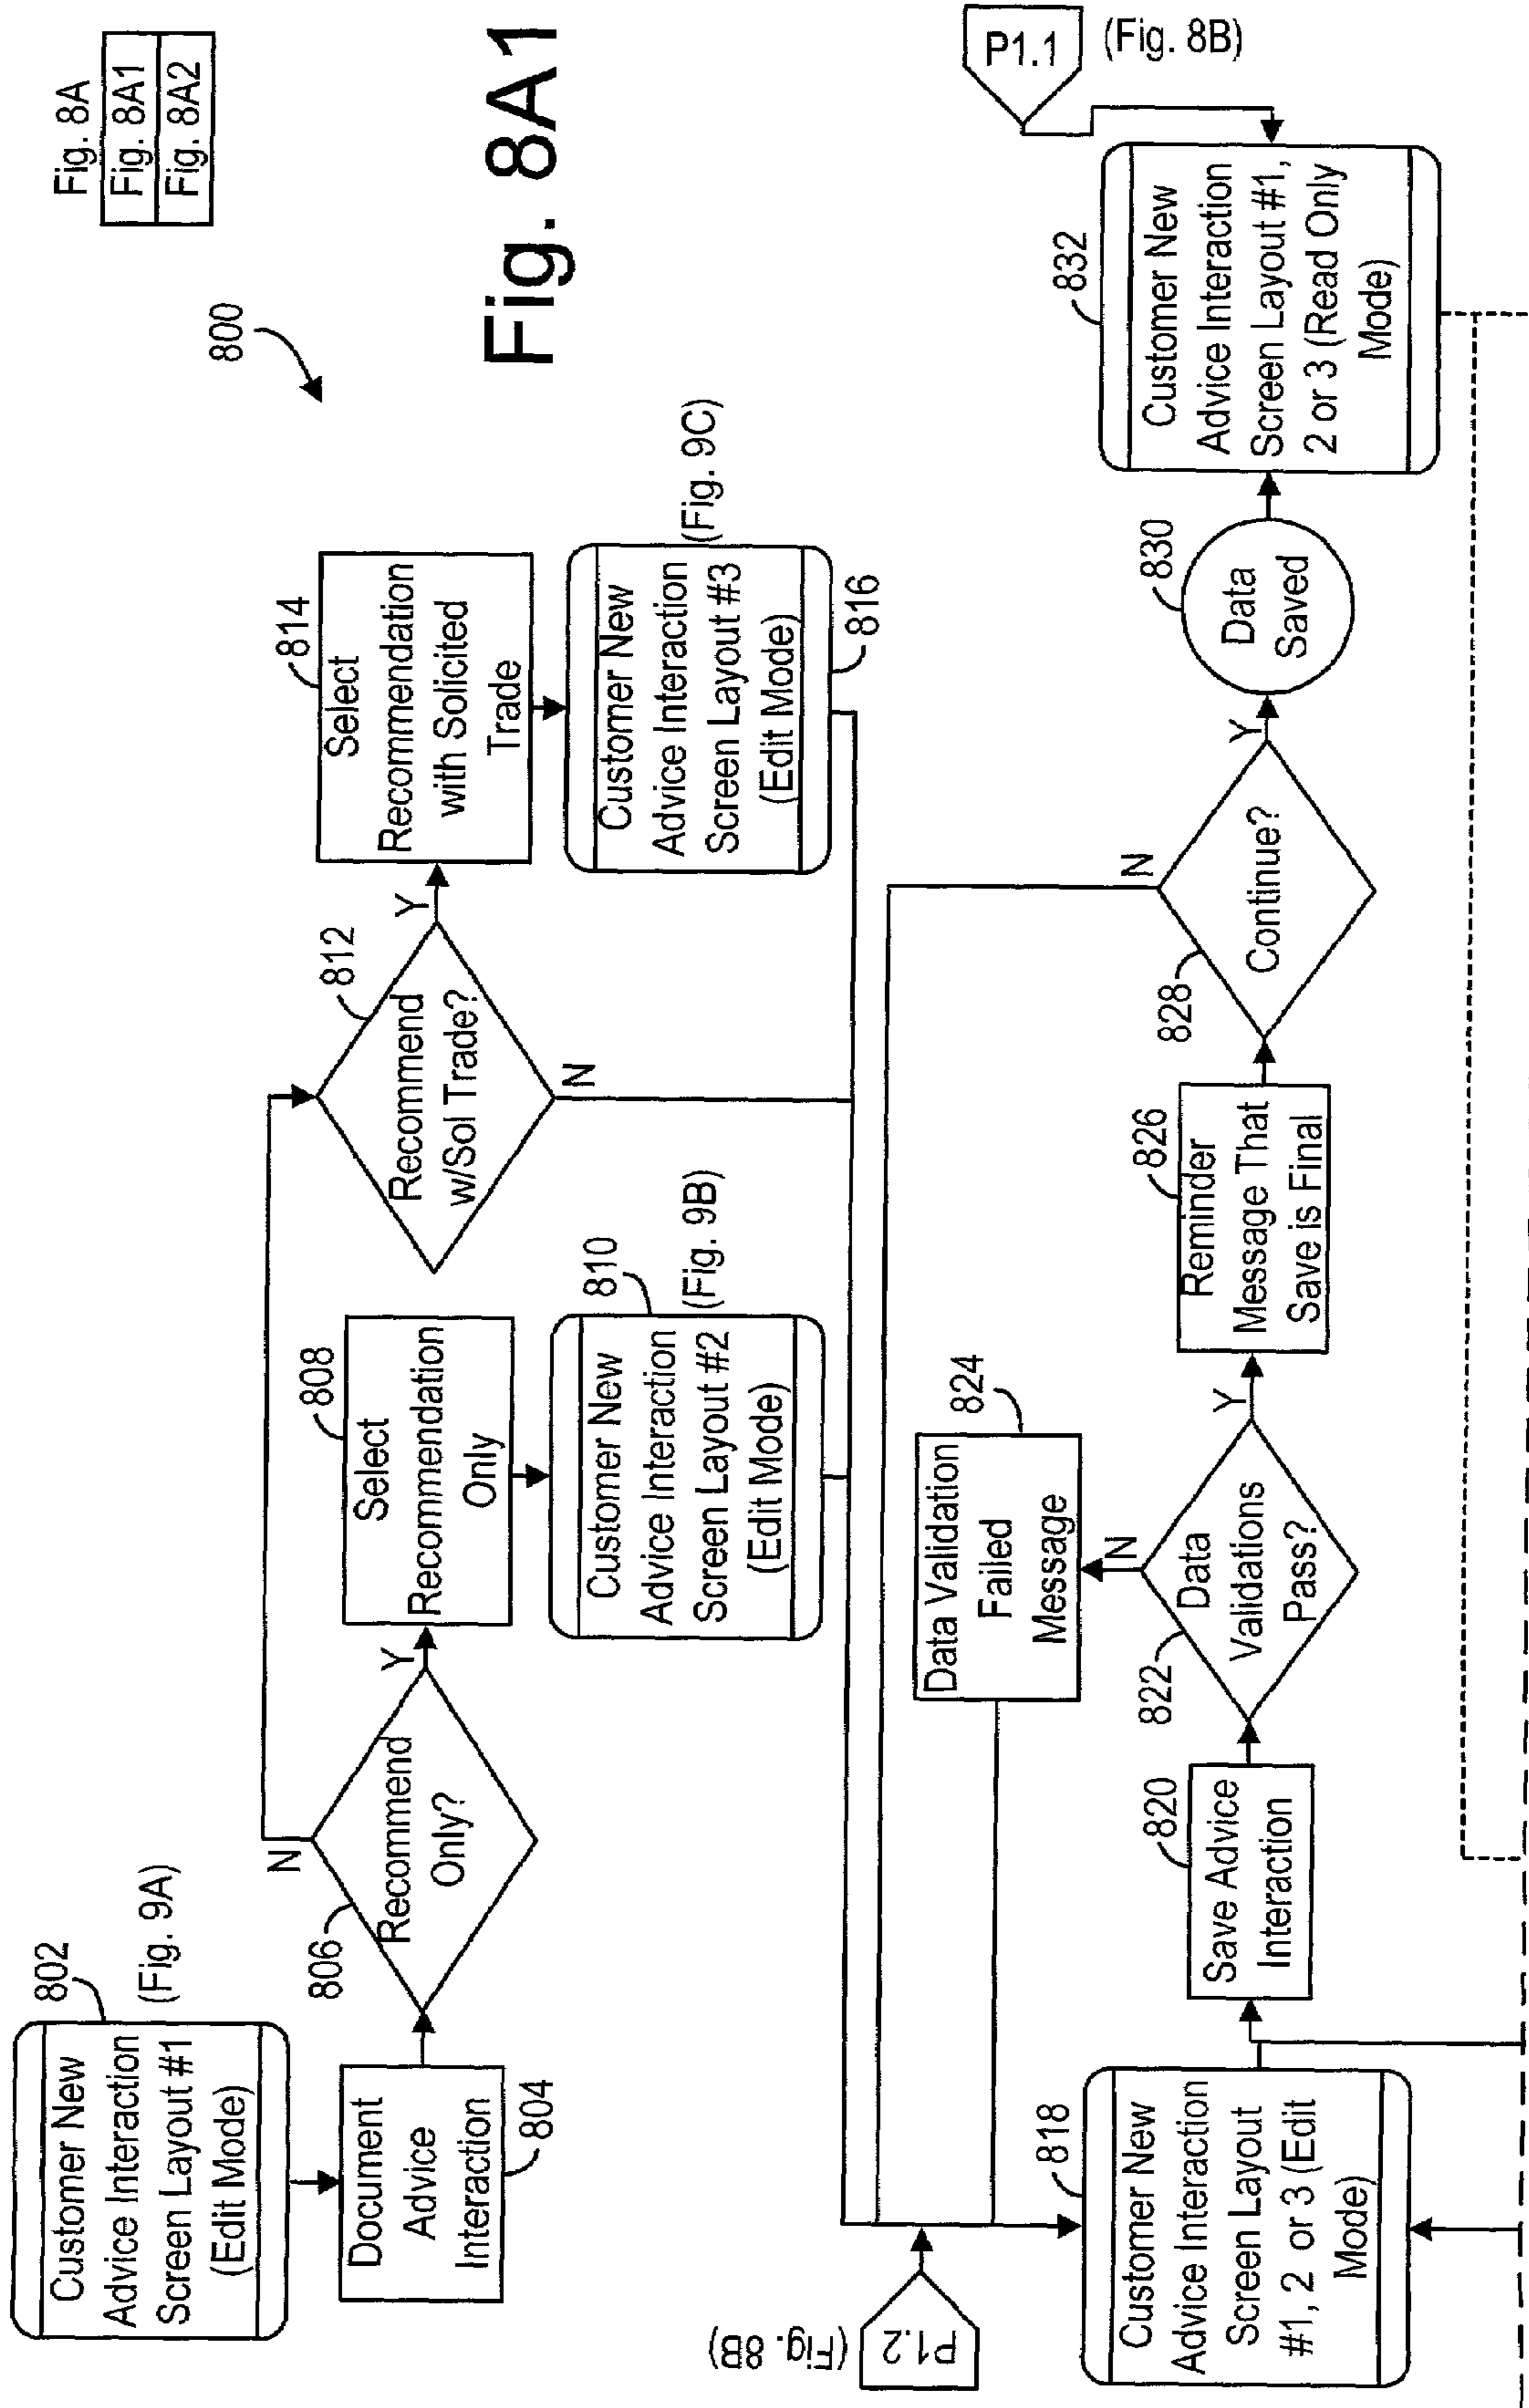 Fig. 8A
Fig. 8A1
Fig. 8A2
Fig. 8A1
800
802
(Fig. 9A)
Customer New
Advice Interaction
Screen Layout #1
(Edit Mode)
Document
Advice
Interaction
804
806
Recommend
Only?
N
Y
808
Select
Recommendation
Only
810
(Fig. 9B)
Customer New
Advice Interaction
Screen Layout #2
(Edit Mode)
812
Recommend
w/Sol Trade?
Y
N
814
Select
Recommendation
with Solicited
Trade
(Fig. 9C)
Customer New
Advice Interaction
Screen Layout #3
(Edit Mode)
816
(Fig. 8B)
P1.2
818
Customer New
Advice Interaction
Screen Layout
#1, 2 or 3 (Edit
Mode)
820
Save Advice
Interaction
822
Data
Validations
Pass?
N
Y
824
Data Validation
Failed
Message
826
Reminder
Message That
Save is Final
828
Continue?
N
Y
830
Data
Saved
832
Customer New
Advice Interaction
Screen Layout #1,
2 or 3 (Read Only
Mode)
P1.1
(Fig. 8B)